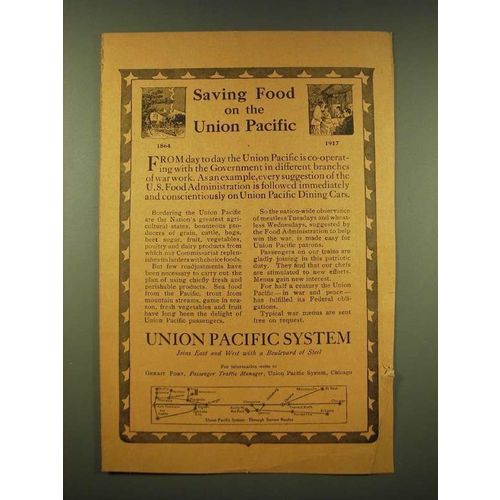 Saving Food
on the
Union Pacific
1864
1917
FROM day to day the Union Pacific is co-operat-
ing with the Government in different branches
of war work. As an example, every suggestion of the
U.S. Food Administration is followed immediately
and conscientiously on Union Pacific Dining Cars.
Bordering the Union Pacific
are the Nation's greatest agri-
cultural states, bounteous pro-
ducers of grain, cattle, hogs,
beet sugar, fruit, vegetables,
poultry and dairy products from
which our Commissariat replen-
ishes its larders with choice foods.
But few readjustments have
been necessary to carry out the
plan of using chiefly fresh and
perishable products. Sea food
from the Pacific, trout from
mountain streams, game in sea-
son, fresh vegetables and fruit
have long been the delight of
Union Pacific passengers.
So the nation-wide observance
of meatless Tuesdays and wheat-
less Wednesdays, suggested by
the Food Administration to help
win the war, is made easy for
Union Pacific patrons.
Passengers on our trains are
gladly joining in this patriotic
duty. They find that our chefs
are stimulated to new efforts.
Menus gain new interest.
For half a century the Union
Pacific—in war and peace—
has fulfilled its Federal obli-
gations.
Typical war menus are sent
free on request.
UNION PACIFIC SYSTEM
Joins East and West with a Boulevard of Steel
For information write to
GERRIT FORT, Passenger Traffic Manager, Union Pacific System, Chicago
Union Pacific System - Through Service Routes